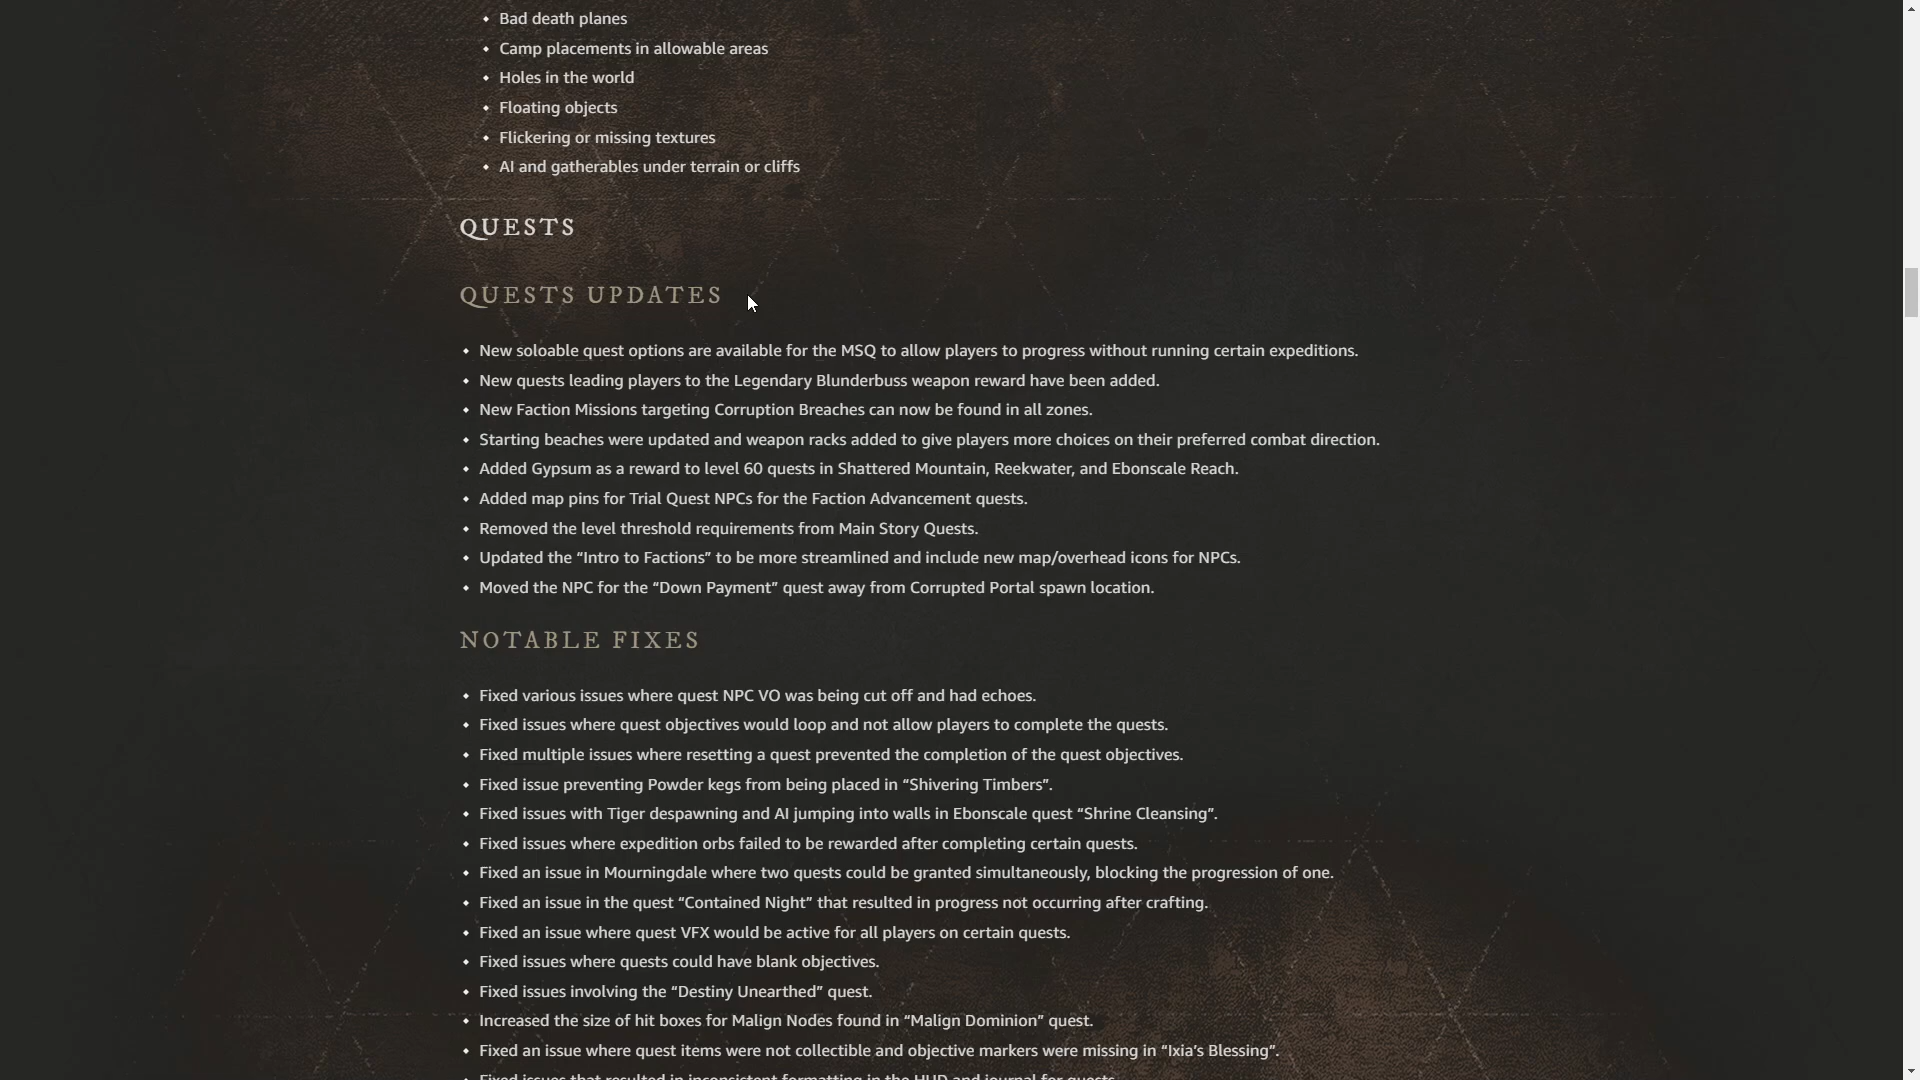 Bad death planes
Camp placements in allowable areas
Holes in the world
Floating objects
Flickering or missing textures
AI and gatherables under terrain or cliffs
QUESTS
QUESTS UPDATES
New soloable quest options are available for the MSQ to allow players to progress without running certain expeditions.
New quests leading players to the Legendary Blunderbuss weapon reward have been added.
New Faction Missions targeting Corruption Breaches can now be found in all zones.
Starting beaches were updated and weapon racks added to give players more choices on their preferred combat direction.
Added Gypsum as a reward to level 60 quests in Shattered Mountain, Reekwater, and Ebonscale Reach.
Added map pins for Trial Quest NPCs for the Faction Advancement quests.
Removed the level threshold requirements from Main Story Quests.
Updated the “Intro to Factions” to be more streamlined and include new map/overhead icons for NPCs.
Moved the NPC for the “Down Payment” quest away from Corrupted Portal spawn location.
NOTABLE FIXES
Fixed various issues where quest NPC VO was being cut off and had echoes.
Fixed issues where quest objectives would loop and not allow players to complete the quests.
Fixed multiple issues where resetting a quest prevented the completion of the quest objectives.
Fixed issue preventing Powder kegs from being placed in “Shivering Timbers”.
Fixed issues with Tiger despawning and AI jumping into walls in Ebonscale quest “Shrine Cleansing”.
Fixed issues where expedition orbs failed to be rewarded after completing certain quests.
Fixed an issue in Mourningdale where two quests could be granted simultaneously, blocking the progression of one.
Fixed an issue in the quest “Contained Night” that resulted in progress not occurring after crafting.
Fixed an issue where quest VFX would be active for all players on certain quests.
Fixed issues where quests could have blank objectives.
Fixed issues involving the “Destiny Unearthed” quest.
Increased the size of hit boxes for Malign Nodes found in “Malign Dominion” quest.
Fixed an issue where quest items were not collectible and objective markers were missing in “Ixia’s Blessing”.
Fixed issues that resulted in inconsistent formatting in the HUD and journal for quests.